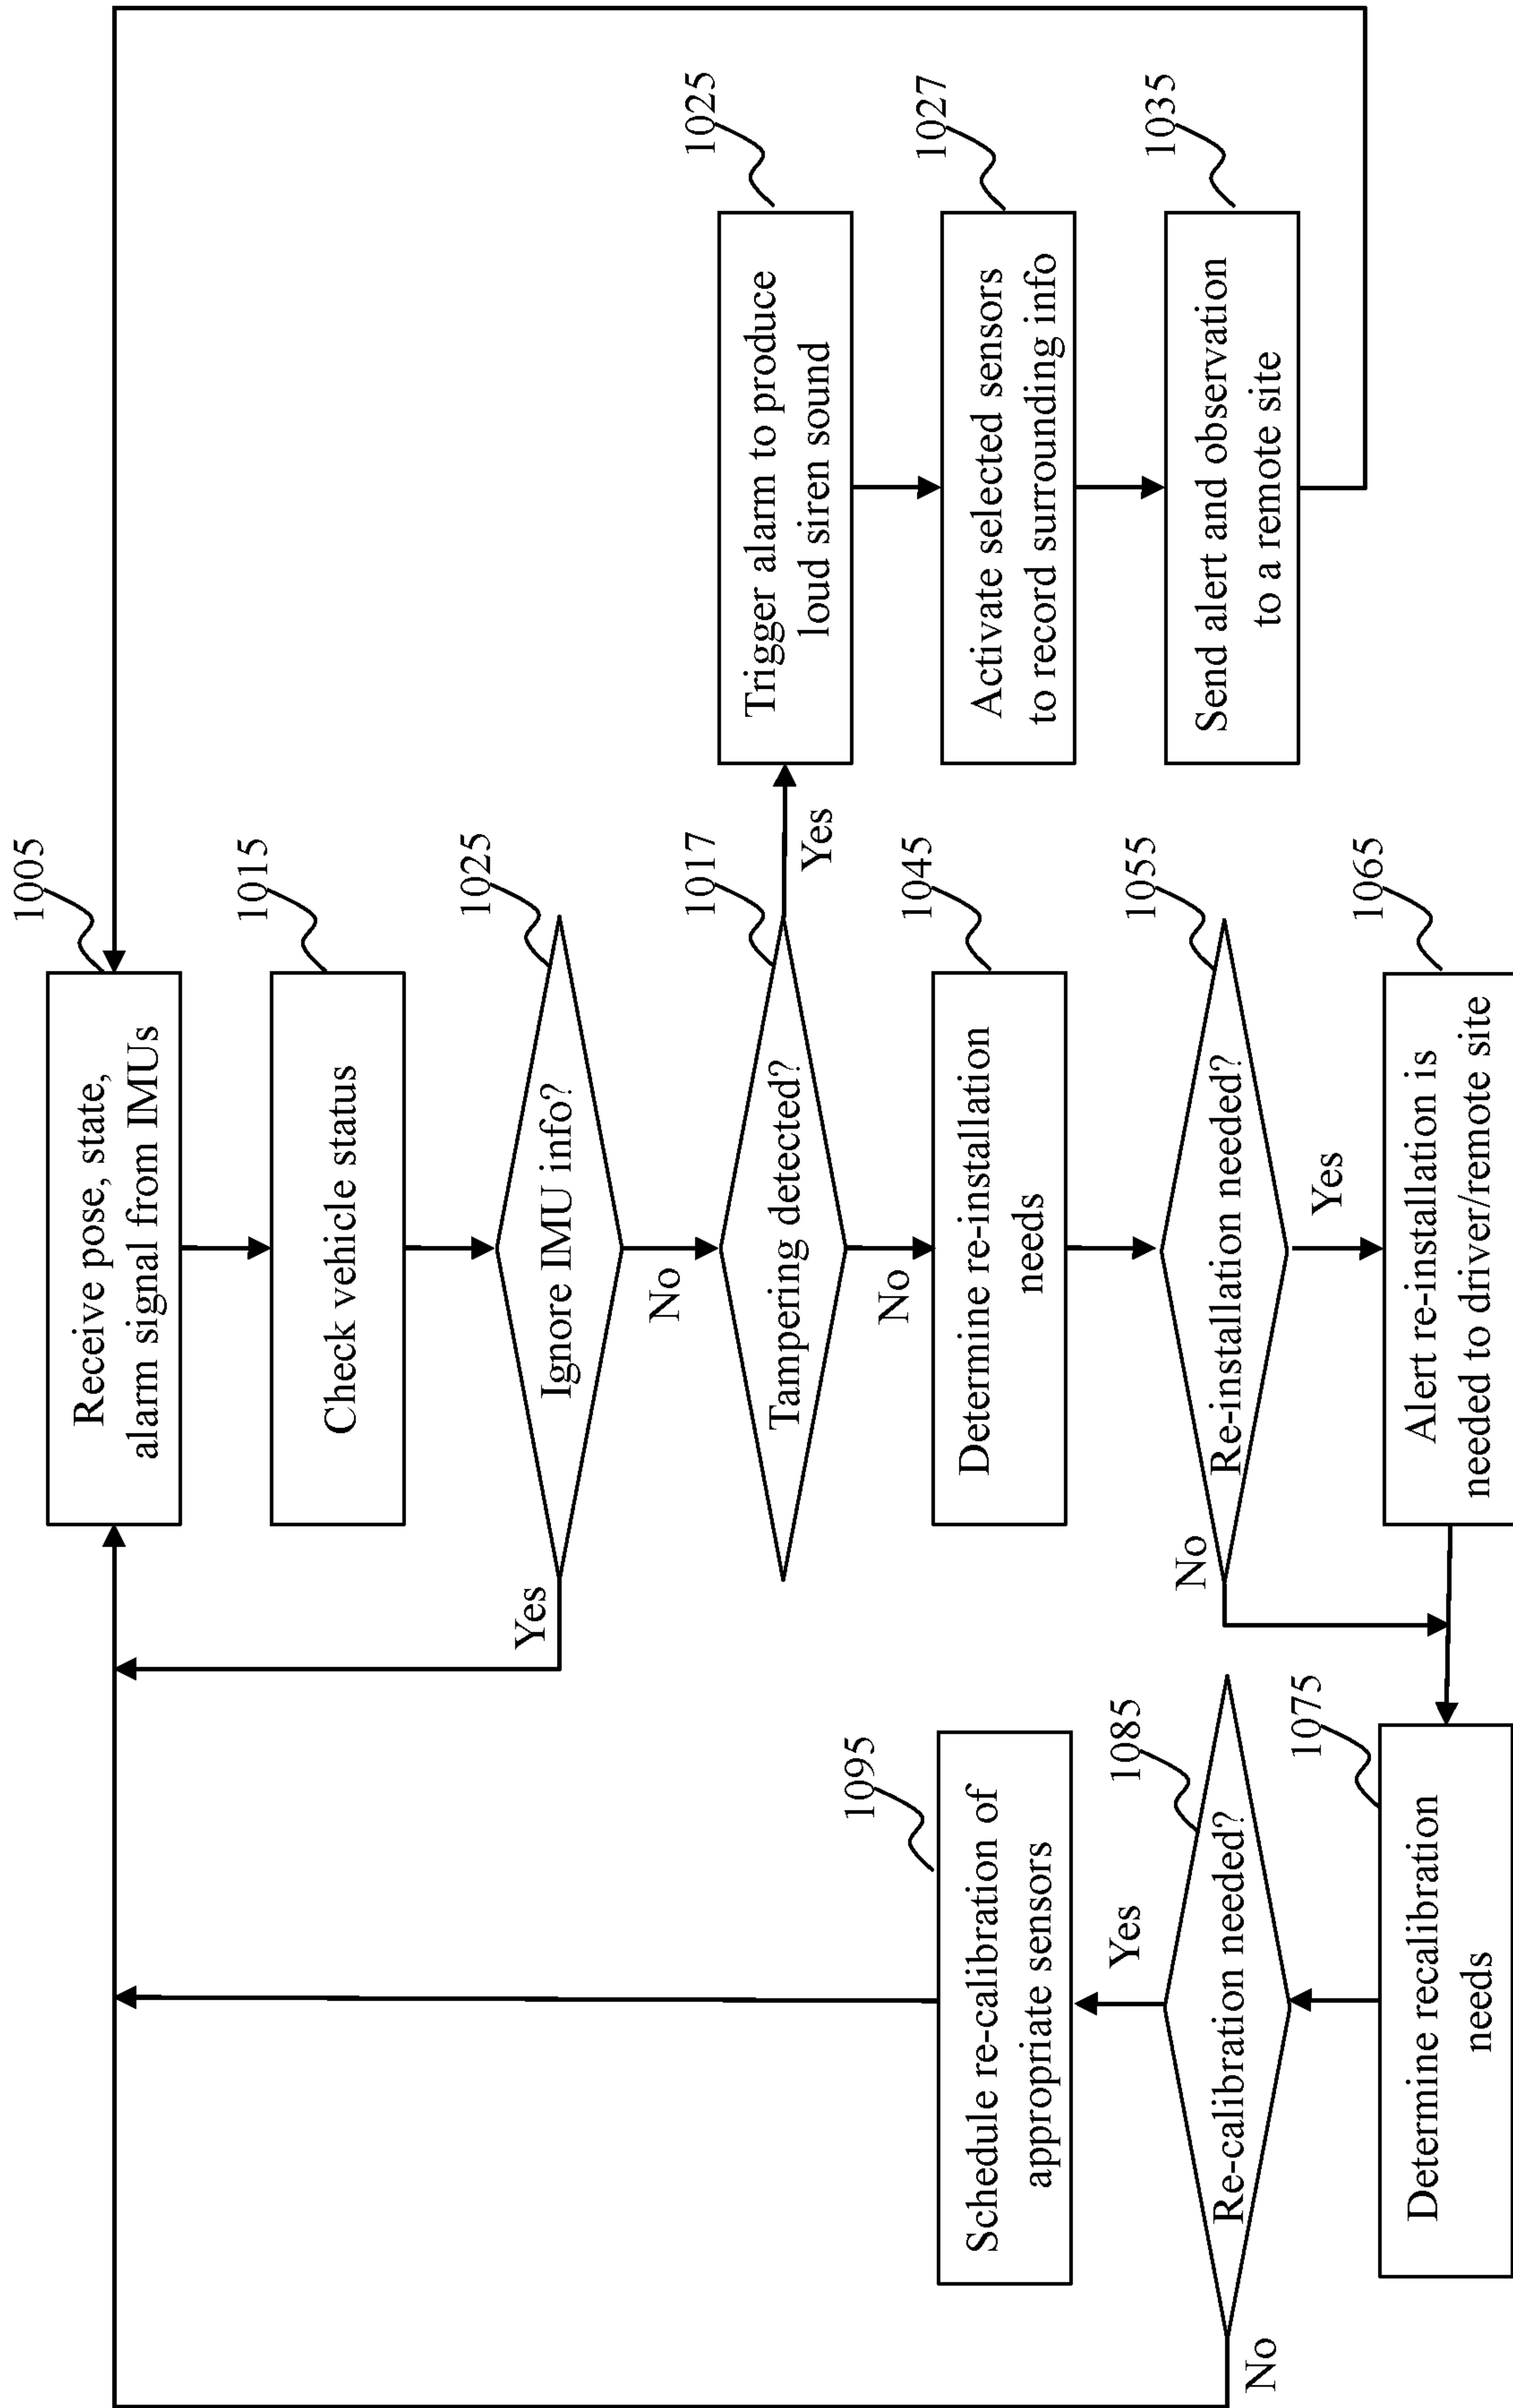 1005
Receive pose, state,
alarm signal from IMUs
1015
Check vehicle status
1025
Ignore IMU info?
Yes
No
1017
Tampering detected?
Yes
No
1025
Trigger alarm to produce
loud siren sound
1027
Activate selected sensors
to record surrounding info
1035
Send alert and observation
to a remote site
1045
Determine re-installation
needs
1055
Re-installation needed?
No
Yes
1065
Alert re-installation is
needed to driver/remote site
1075
Determine recalibration
needs
1085
Re-calibration needed?
Yes
No
1095
Schedule re-calibration of
appropriate sensors